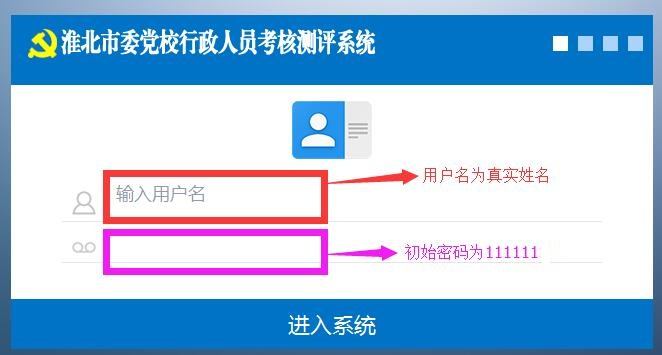 淮北市委党校行政人员考核测评系统
用户名为真实姓名
输入用户名
初始密码为111111
进入系统